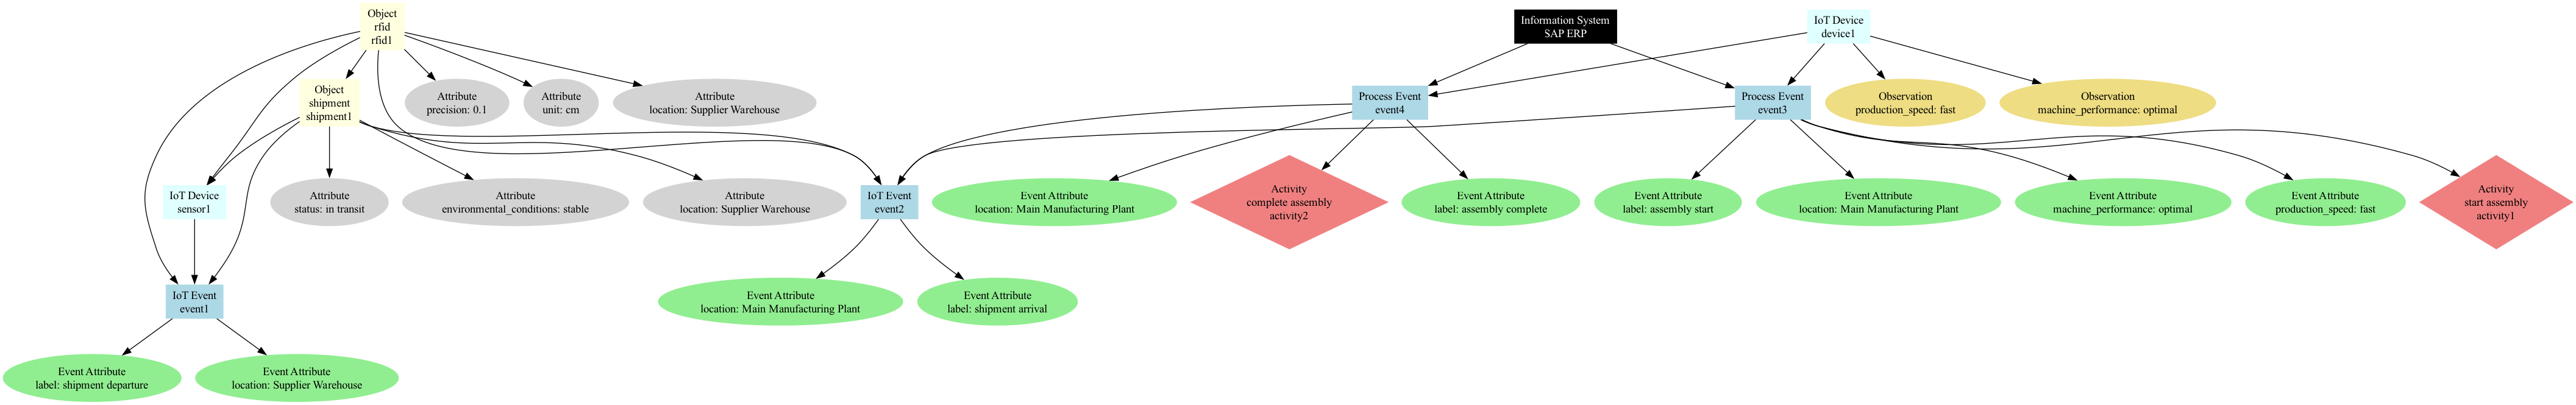 Object
rfid
rfid1
Information System
SAP ERP
IoT Device
device1
Object
shipment
shipment1
Attribute
precision: 0.1
Attribute
unit: cm
Attribute
location: Supplier Warehouse
Process Event
event4
Process Event
event3
Observation
production_speed: fast
Observation
machine_performance: optimal
IoT Device
sensor1
Attribute
status: in transit
Attribute
environmental_conditions: stable
Attribute
location: Supplier Warehouse
IoT Event
event2
Event Attribute
location: Main Manufacturing Plant
Activity
complete assembly
activity2
Event Attribute
label: assembly complete
Event Attribute
label: assembly start
Event Attribute
location: Main Manufacturing Plant
Event Attribute
machine_performance: optimal
Event Attribute
production_speed: fast
Activity
start assembly
activity1
IoT Event
event1
Event Attribute
location: Main Manufacturing Plant
Event Attribute
label: shipment arrival
Event Attribute
label: shipment departure
Event Attribute
location: Supplier Warehouse